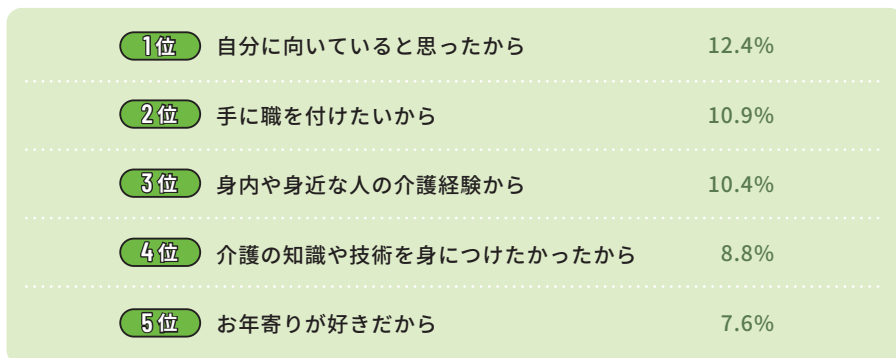 1位 自分に向いていると思ったから 12.4%
2位 手に職を付けたいから 10.9%
3位 身内や身近な人の介護経験から 10.4%
4位 介護の知識や技術を身につけたかったから 8.8%
5位 お年寄りが好きだから 7.6%